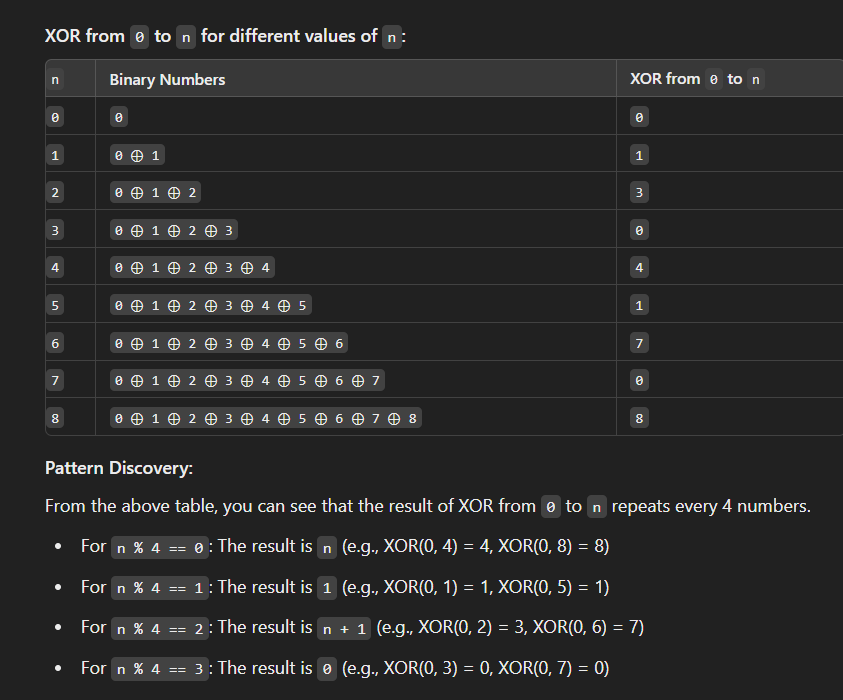 XOR from 0 to n for different values of n:
n Binary Numbers XOR from 0 to n
0 0 0
1 0 ⊕ 1 1
2 0 ⊕ 1 ⊕ 2 3
3 0 ⊕ 1 ⊕ 2 ⊕ 3 0
4 0 ⊕ 1 ⊕ 2 ⊕ 3 ⊕ 4 4
5 0 ⊕ 1 ⊕ 2 ⊕ 3 ⊕ 4 ⊕ 5 1
6 0 ⊕ 1 ⊕ 2 ⊕ 3 ⊕ 4 ⊕ 5 ⊕ 6 7
7 0 ⊕ 1 ⊕ 2 ⊕ 3 ⊕ 4 ⊕ 5 ⊕ 6 ⊕ 7 0
8 0 ⊕ 1 ⊕ 2 ⊕ 3 ⊕ 4 ⊕ 5 ⊕ 6 ⊕ 7 ⊕ 8 8
Pattern Discovery:
From the above table, you can see that the result of XOR from 0 to n repeats every 4 numbers.
• For n % 4 == 0: The result is n (e.g., XOR(0, 4) = 4, XOR(0, 8) = 8)
• For n % 4 == 1: The result is 1 (e.g., XOR(0, 1) = 1, XOR(0, 5) = 1)
• For n % 4 == 2: The result is n + 1 (e.g., XOR(0, 2) = 3, XOR(0, 6) = 7)
• For n % 4 == 3: The result is 0 (e.g., XOR(0, 3) = 0, XOR(0, 7) = 0)